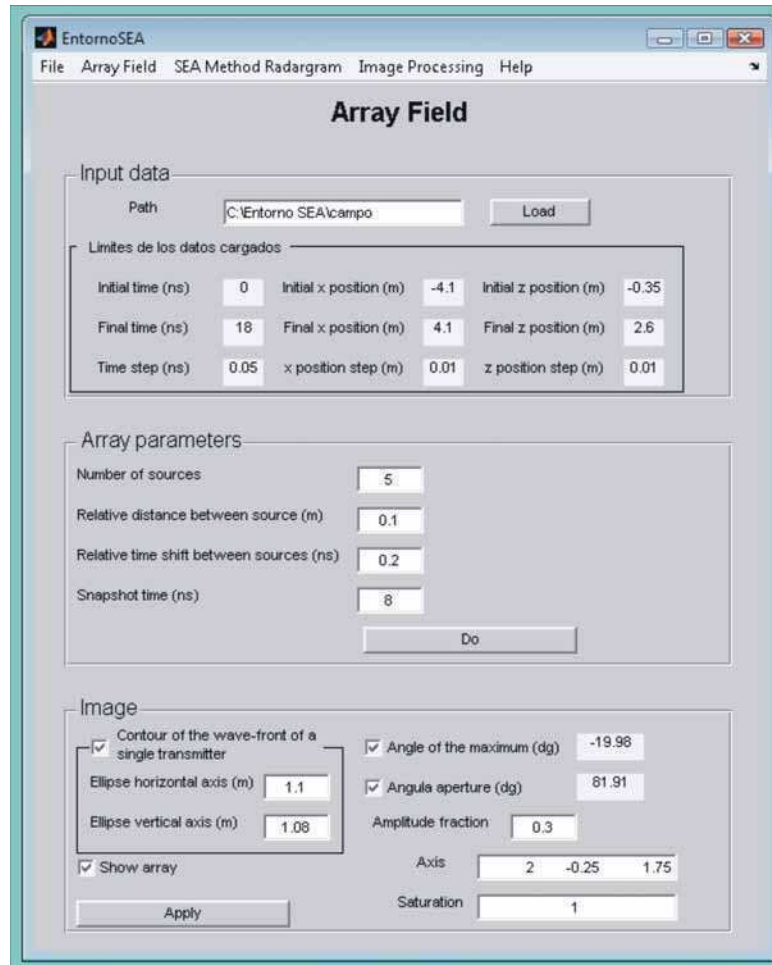 EntornoSEA
File Array Field SEA Method Radargram Image Processing Help
Array Field
Input data
Path C:\Entorno SEA\campo Load
Limites de los datos cargados
Initial time (ns) 0 Initial x position (m) -4.1 Initial z position (m) -0.35
Final time (ns) 18 Final x position (m) 4.1 Final z position (m) 2.6
Time step (ns) 0.05 x position step (m) 0.01 z position step (m) 0.01
Array parameters
Number of sources 5
Relative distance between source (m) 0.1
Relative time shift between sources (ns) 0.2
Snapshot time (ns) 8
Do
Image
Contour of the wave-front of a
single transmitter
Ellipse horizontal axis (m) 1.1
Ellipse vertical axis (m) 1.08
Show array
Apply
Angle of the maximum (dg) -19.98
Angula aperture (dg) 81.91
Amplitude fraction 0.3
Axis 2 -0.25 1.75
Saturation 1